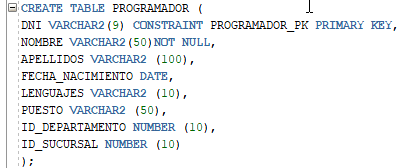 CREATE TABLE PROGRAMADOR (
DNI VARCHAR2(9) CONSTRAINT PROGRAMADOR_PK PRIMARY KEY,
NOMBRE VARCHAR2(50)NOT NULL,
APELLIDOS VARCHAR2 (100),
FECHA_NACIMIENTO DATE,
LENGUAJES VARCHAR2 (10),
PUESTO VARCHAR2 (50),
ID_DEPARTAMENTO NUMBER (10),
ID_SUCURSAL NUMBER (10)
);